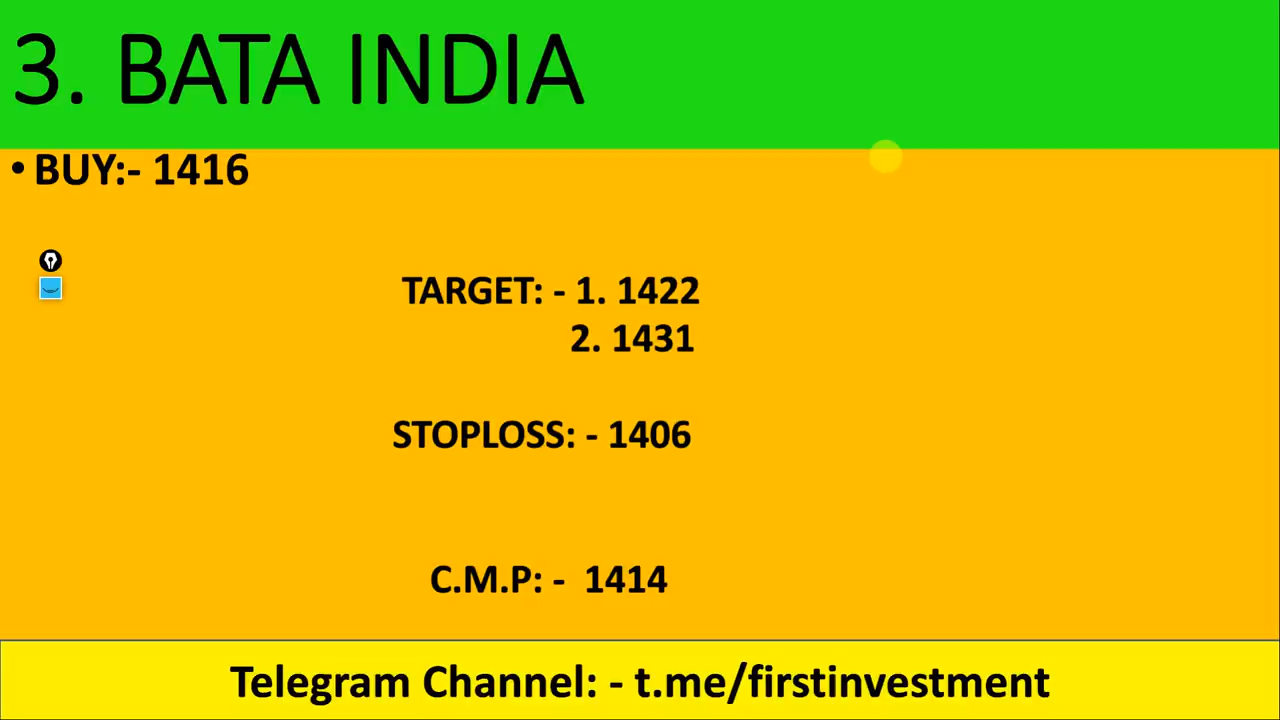 3. BATA INDIA
• BUY:- 1416
TARGET: - 1. 1422
2. 1431
STOPLOSS: - 1406
C.M.P: - 1414
Telegram Channel: - t.me/firstinvestment